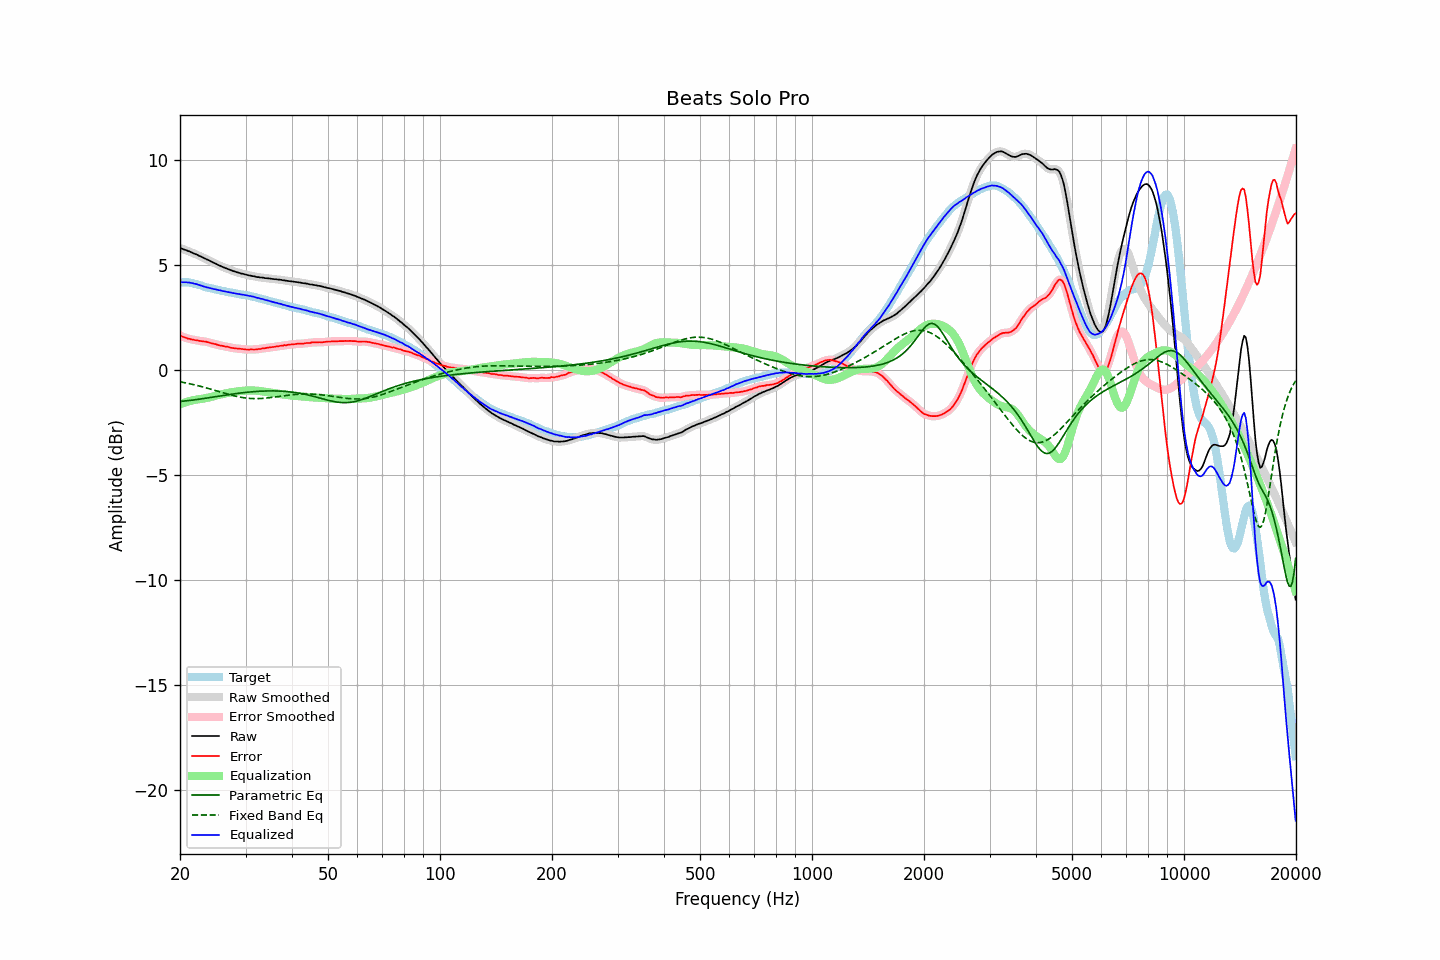 Beats Solo Pro
Amplitude (dBr)
10
5
0
−5
−10
−15
−20
Target
Raw Smoothed
Error Smoothed
Raw
Error
Equalization
Parametric Eq
Fixed Band Eq
Equalized
20 50 100 200 500 1000 2000 5000 10000 20000
Frequency (Hz)